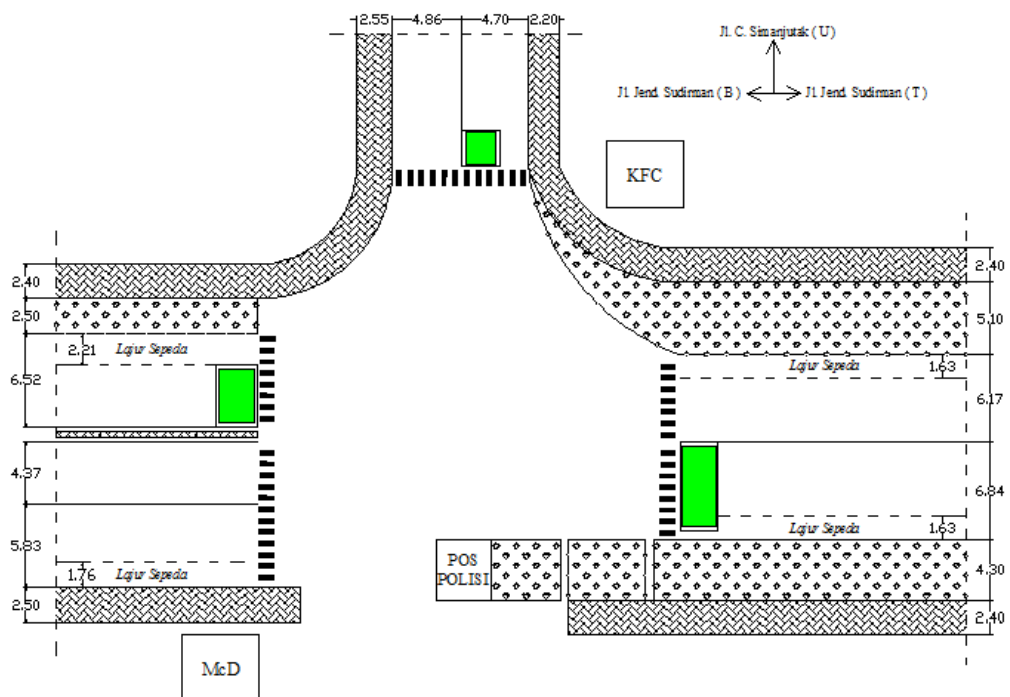 2.55 4.86 4.70 2.20
Jl. C. Simanjutak ( U )
Jl. Jend. Sudirman ( B )
Jl. Jend. Sudirman ( T )
KFC
2.40
2.50
2.21
Lajur Sepeda
6.52
4.37
5.83
1.76
Lajur Sepeda
2.50
McD
2.40
5.10
Lajur Sepeda
1.63
6.17
6.84
Lajur Sepeda
1.63
POS
POLISI
4.30
2.40